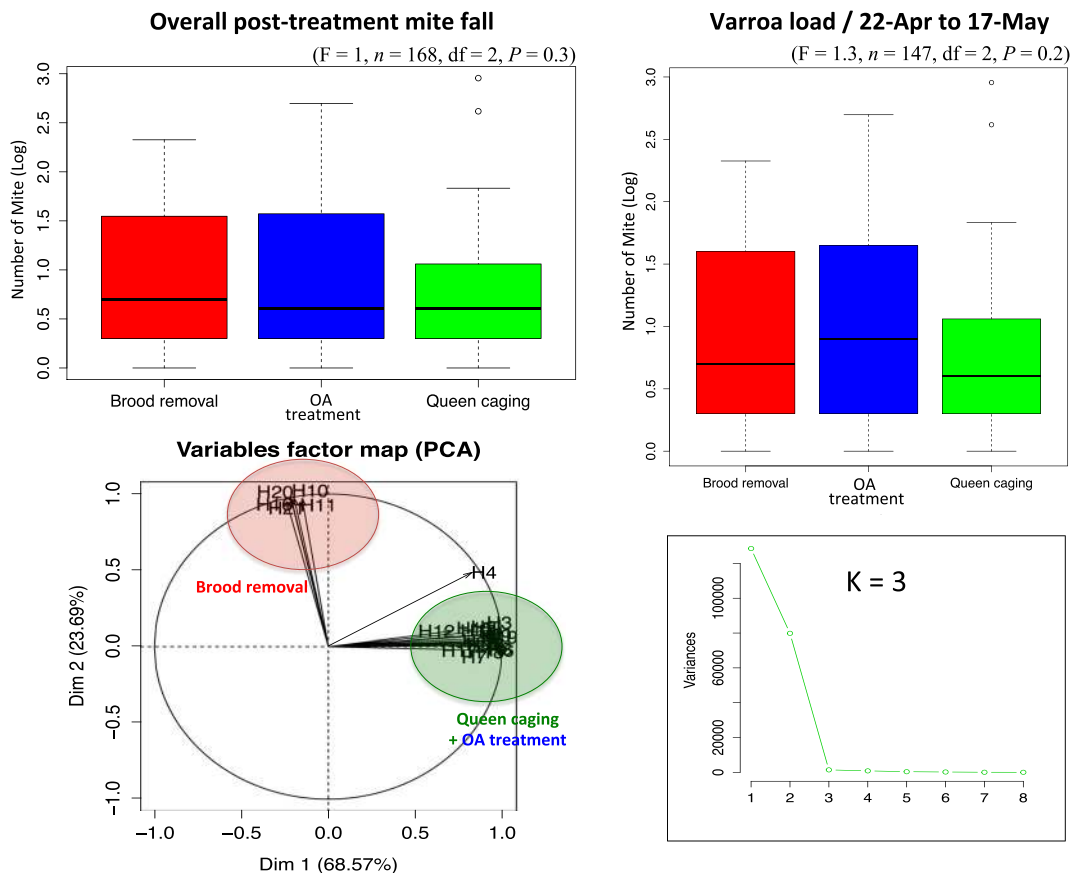 Overall post-treatment mite fall
(F = 1, n = 168, df = 2, P = 0.3)
Number of Mite (Log)
3.0
2.5
2.0
1.5
1.0
0.5
0.0
Brood removal
OA
treatment
Queen caging
Varroa load / 22-Apr to 17-May
(F = 1.3, n = 147, df = 2, P = 0.2)
Number of Mite (Log)
3.0
2.5
2.0
1.5
1.0
0.5
0.0
Brood removal
OA
treatment
Queen caging
Variables factor map (PCA)
Dim 2 (23.69%)
1.0
0.5
0.0
−0.5
−1.0
H20 H10
H11
Brood removal
H4
H12 H3
H7
Queen caging
+ OA treatment
−1.0 −0.5 0.0 0.5 1.0
Dim 1 (68.57%)
K = 3
Variances
100000
60000
20000
0
1 2 3 4 5 6 7 8